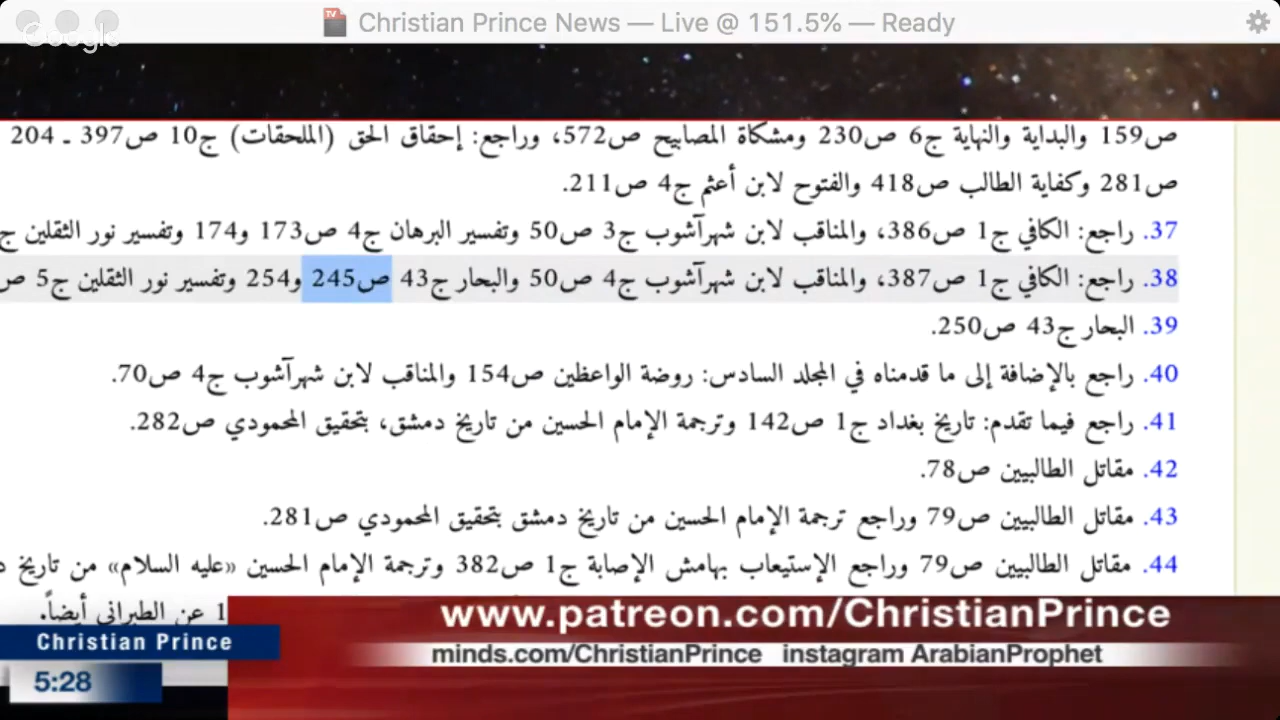 Christian Prince News — Live @ 151.5% — Ready
Google
ص159 والبداية والنهاية ج6 ص230 ومشكاة المصابيح ص572، وراجع: إحقاق الحق (الملحقات) ج10 ص397 ـ 204
ص281 وكفاية الطالب ص418 والفتوح لابن أعثم ج4 ص211.
37. راجع: الكافي ج1 ص386، والمناقب لابن شهرآشوب ج3 ص50 وتفسير البرهان ج4 ص173 و174 وتفسير نور الثقلين ج
38. راجع: الكافي ج1 ص387، والمناقب لابن شهرآشوب ج4 ص50 والبحار ج43 ص245 و254 وتفسير نور الثقلين ج5 ص
39. البحار ج43 ص250.
40. راجع بالإضافة إلى ما قدمناه في المجلد السادس: روضة الواعظين ص154 والمناقب لابن شهرآشوب ج4 ص70.
41. راجع فيما تقدم: تاريخ بغداد ج1 ص142 وترجمة الإمام الحسين من تاريخ دمشق، بتحقيق المحمودي ص282.
42. مقاتل الطالبيين ص78.
43. مقاتل الطالبيين ص79 وراجع ترجمة الإمام الحسين من تاريخ دمشق بتحقيق المحمودي ص281.
44. مقاتل الطالبيين ص79 وراجع الإستيعاب بهامش الإصابة ج1 ص382 وترجمة الإمام الحسين «عليه السلام» من تاريخ د
1 عن الطبراني أيضاً.
www.patreon.com/ChristianPrince
Christian Prince
minds.com/ChristianPrince instagram ArabianProphet
5:28